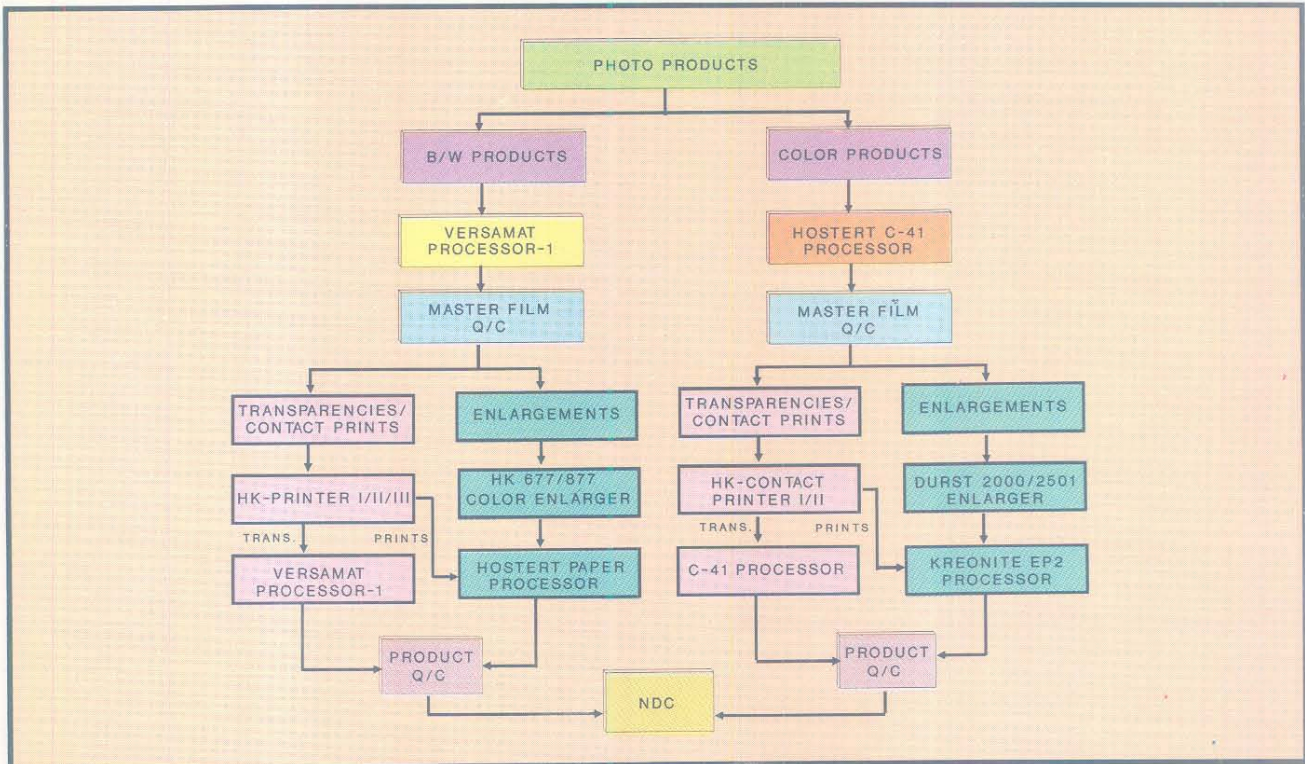 PHOTO PRODUCTS
B/W PRODUCTS
COLOR PRODUCTS
VERSAMAT
PROCESSOR-1
HOSTERT C-41
PROCESSOR
MASTER FILM
Q/C
MASTER FILM
Q/C
TRANSPARENCIES/
CONTACT PRINTS
ENLARGEMENTS
TRANSPARENCIES/
CONTACT PRINTS
ENLARGEMENTS
HK-PRINTER I/II/III
HK 677/877
COLOR ENLARGER
HK-CONTACT
PRINTER I/II
DURST 2000/2501
ENLARGER
TRANS.
PRINTS
TRANS.
PRINTS
VERSAMAT
PROCESSOR-1
HOSTERT PAPER
PROCESSOR
C-41 PROCESSOR
KREONITE EP2
PROCESSOR
PRODUCT
Q/C
PRODUCT
Q/C
NDC